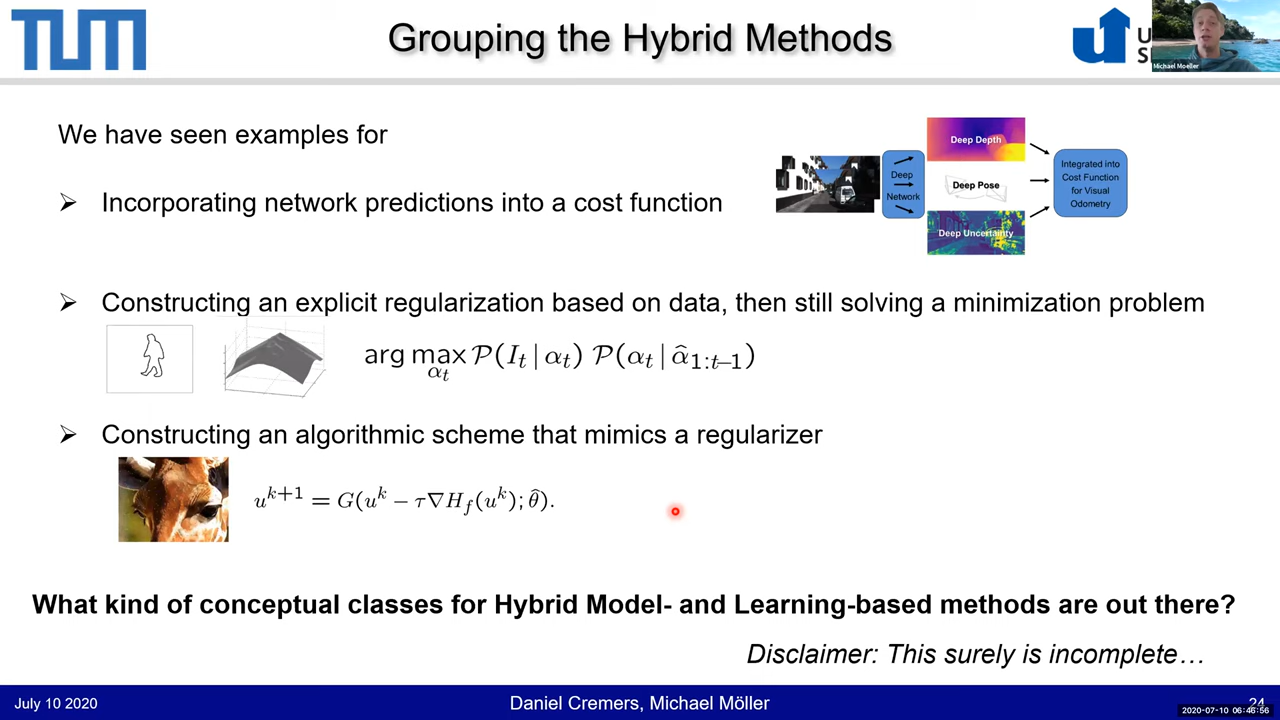 TUM
Grouping the Hybrid Methods
U
S
Michael Moeller
We have seen examples for
Incorporating network predictions into a cost function
Deep
Network
Deep Depth
Deep Pose
Deep Uncertainty
Integrated into
Cost Function
for Visual
Odometry
Constructing an explicit regularization based on data, then still solving a minimization problem
arg max_{α_t} P(I_t | α_t) P(α_t | α̂_{1:t–1})
Constructing an algorithmic scheme that mimics a regularizer
u^{k+1} = G(u^k − τ∇H_f(u^k); θ̂).
What kind of conceptual classes for Hybrid Model- and Learning-based methods are out there?
Disclaimer: This surely is incomplete…
July 10 2020
Daniel Cremers, Michael Möller
24
2020-07-10 06:46:56